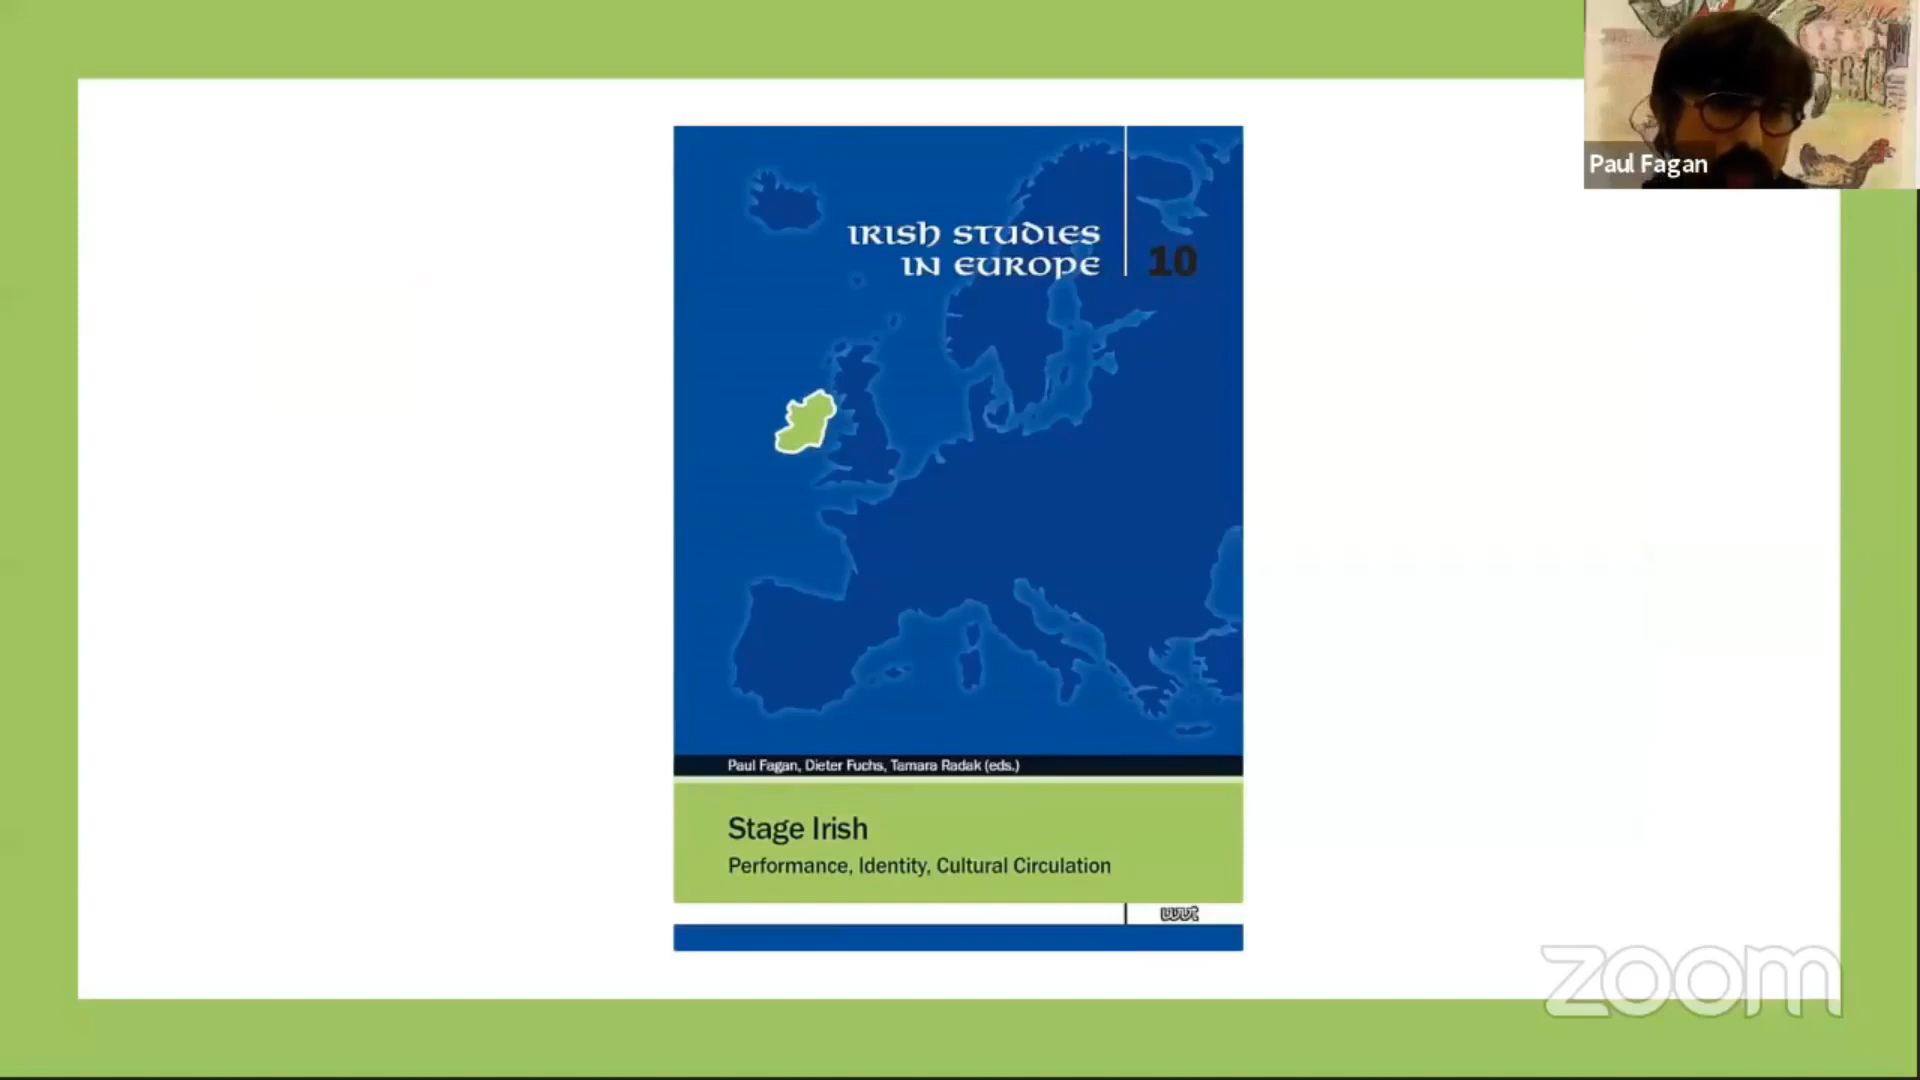 Paul Fagan
IRISH STUDIES
IN EUROPE
10
Paul Fagan, Dieter Fuchs, Tamara Radak (eds.)
Stage Irish
Performance, Identity, Cultural Circulation
wvt
zoom